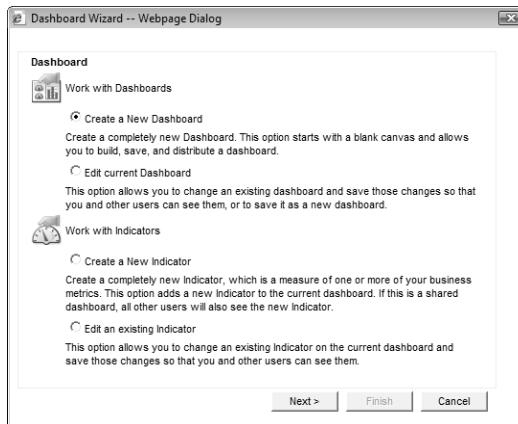 Dashboard Wizard -- Webpage Dialog
Dashboard
Work with Dashboards
Create a New Dashboard
Create a completely new Dashboard. This option starts with a blank canvas and allows
you to build, save, and distribute a dashboard.
Edit current Dashboard
This option allows you to change an existing dashboard and save those changes so that
you and other users can see them, or to save it as a new dashboard.
Work with Indicators
Create a New Indicator
Create a completely new Indicator, which is a measure of one or more of your business
metrics. This option adds a new Indicator to the current dashboard. If this is a shared
dashboard, all other users will also see the new Indicator.
Edit an existing Indicator
This option allows you to change an existing Indicator on the current dashboard and
save those changes so that you and other users can see them.
Next > Finish Cancel